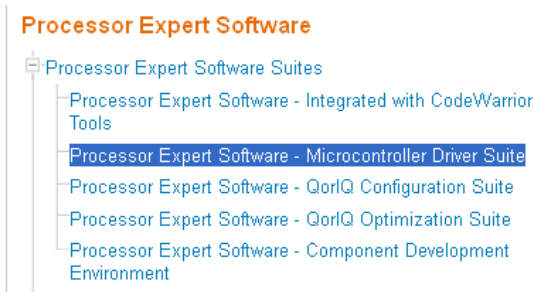 Processor Expert Software
Processor Expert Software Suites
Processor Expert Software - Integrated with CodeWarrior
Tools
Processor Expert Software - Microcontroller Driver Suite
Processor Expert Software - QorIQ Configuration Suite
Processor Expert Software - QorIQ Optimization Suite
Processor Expert Software - Component Development
Environment